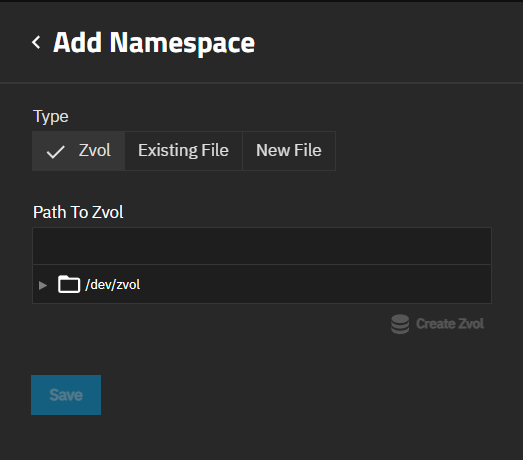 Add Namespace
Type
Zvol Existing File New File
Path To Zvol
/dev/zvol
Create Zvol
Save